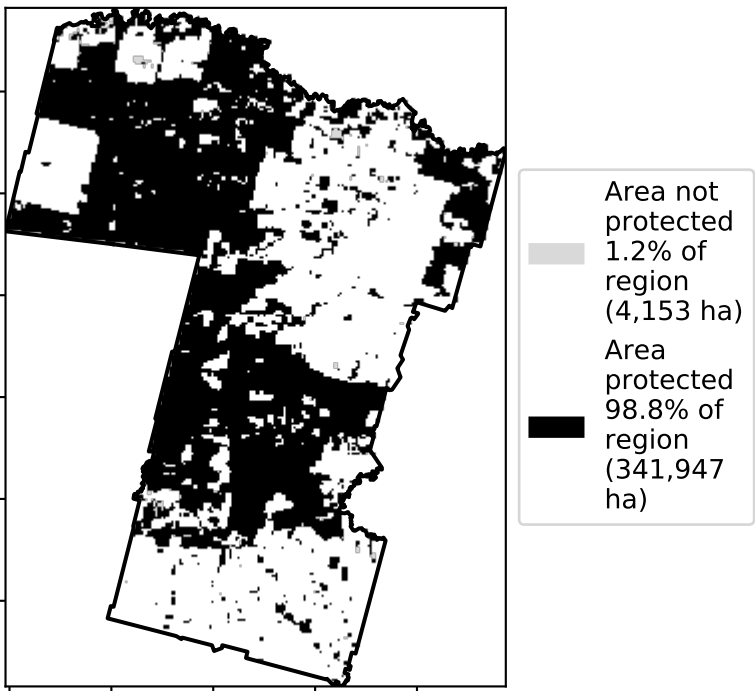 Area not
protected
1.2% of
region
(4,153 ha)
Area
protected
98.8% of
region
(341,947
ha)